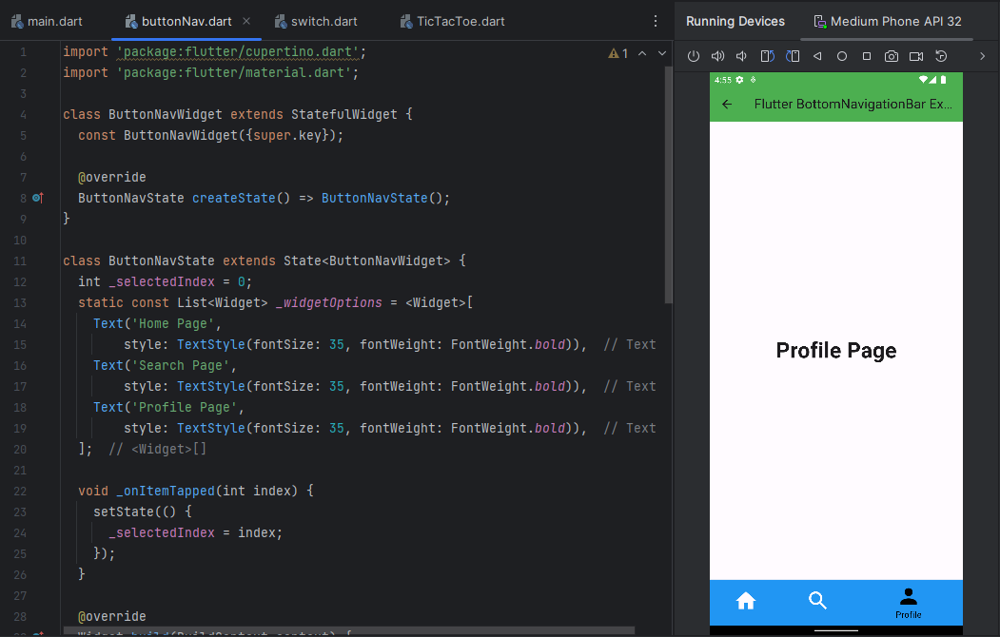 main.dart
buttonNav.dart
switch.dart
TicTacToe.dart
1 import 'package:flutter/cupertino.dart';
1
2 import 'package:flutter/material.dart';
3
4 class ButtonNavWidget extends StatefulWidget {
5 const ButtonNavWidget({super.key});
6
7 @override
8 ButtonNavState createState() => ButtonNavState();
9 }
10
11 class ButtonNavState extends State<ButtonNavWidget> {
12 int _selectedIndex = 0;
13 static const List<Widget> _widgetOptions = <Widget>[
14 Text('Home Page',
15 style: TextStyle(fontSize: 35, fontWeight: FontWeight.bold)), // Text
16 Text('Search Page',
17 style: TextStyle(fontSize: 35, fontWeight: FontWeight.bold)), // Text
18 Text('Profile Page',
19 style: TextStyle(fontSize: 35, fontWeight: FontWeight.bold)), // Text
20 ]; // <Widget>[]
21
22 void _onItemTapped(int index) {
23 setState(() {
24 _selectedIndex = index;
25 });
26 }
27
28 @override
Widget build(BuildContext context) {
Running Devices
Medium Phone API 32
4:55
Flutter BottomNavigationBar Ex...
Profile Page
Profile